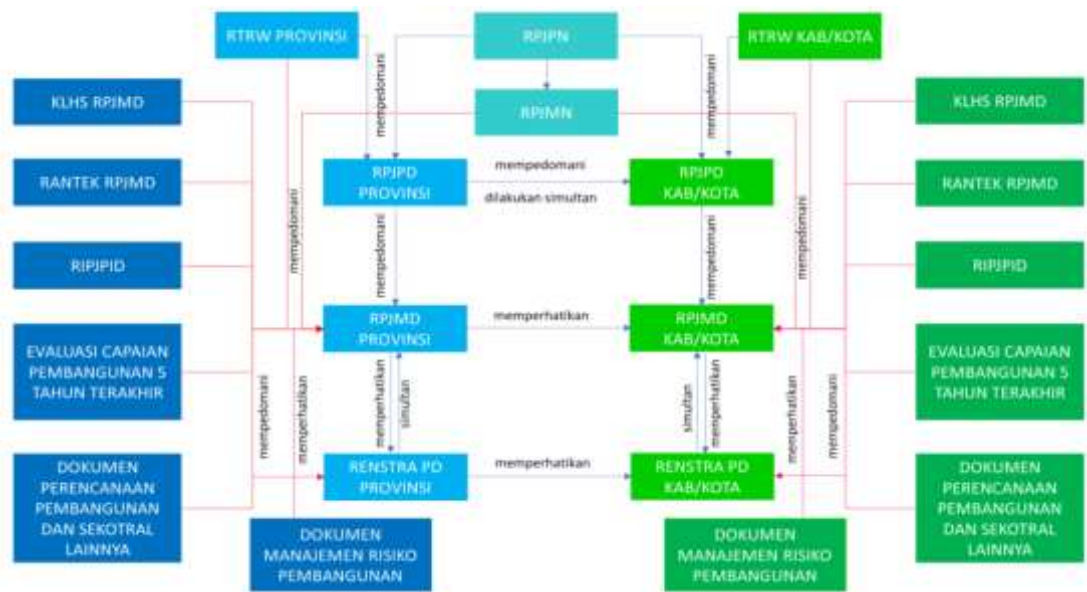 RTRW PROVINSI
RPJPN
RTRW KAB/KOTA
KLHS RPJMD
mempedomani
mempedomani
KLHS RPJMD
RPJMN
RANTEK RPJMD
RPJPD
PROVINSI
mempedomani
dilakukan simultan
RPJPD
KAB/KOTA
RANTEK RPJMD
mempedomani
mempedomani
mempedomani
mempedomani
RIPJPID
RIPJPID
EVALUASI CAPAIAN
PEMBANGUNAN 5
TAHUN TERAKHIR
RPJMD
PROVINSI
memperhatikan
RPJMD
KAB/KOTA
EVALUASI CAPAIAN
PEMBANGUNAN 5
TAHUN TERAKHIR
mempedomani
memperhatikan
memperhatikan
simultan
simultan
memperhatikan
memperhatikan
mempedomani
DOKUMEN
PERENCANAAN
PEMBANGUNAN
DAN SEKOTRAL
LAINNYA
RENSTRA PD
PROVINSI
memperhatikan
RENSTRA PD
KAB/KOTA
DOKUMEN
PERENCANAAN
PEMBANGUNAN
DAN SEKOTRAL
LAINNYA
DOKUMEN
MANAJEMEN RISIKO
PEMBANGUNAN
DOKUMEN
MANAJEMEN RISIKO
PEMBANGUNAN